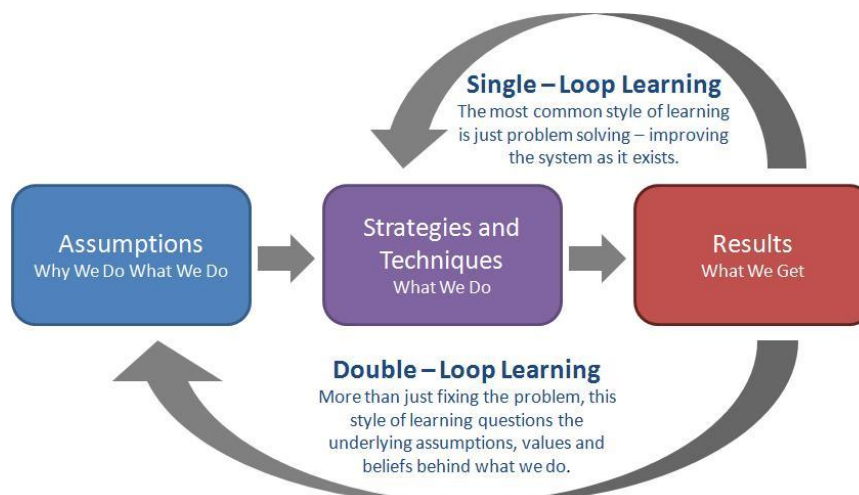 Single – Loop Learning
The most common style of learning
is just problem solving – improving
the system as it exists.
Assumptions
Why We Do What We Do
Strategies and
Techniques
What We Do
Results
What We Get
Double – Loop Learning
More than just fixing the problem, this
style of learning questions the
underlying assumptions, values and
beliefs behind what we do.